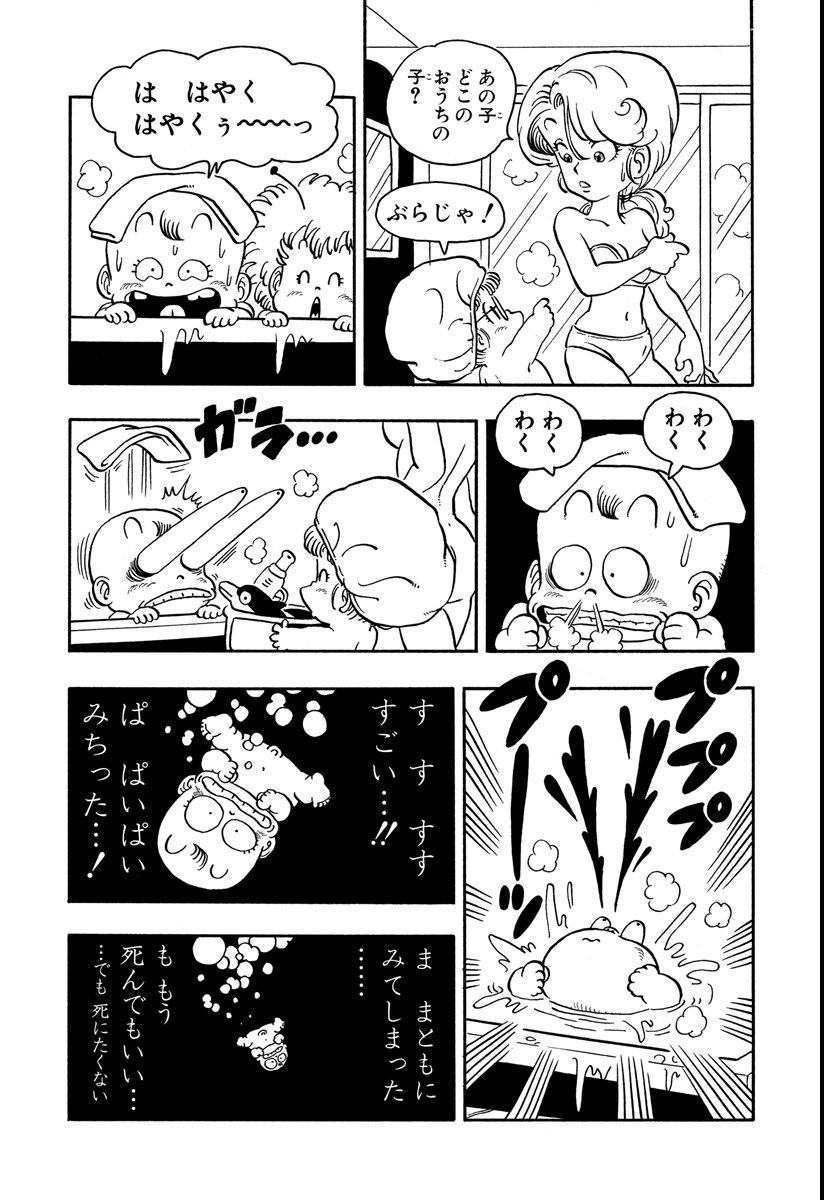 あの子
どこの
おうちの
子?
ぶらじゃ!
は はやく
はやくぅ〜〜〜っ
わく
わく
わく
わく
ガラ…
プーッ
ププププ
す す すす
すごい…!!
ぱ ぱいぱい
みちった…!
ま まともに
みてしまった
……
も もう
死んでもいい…
…でも 死にたくない